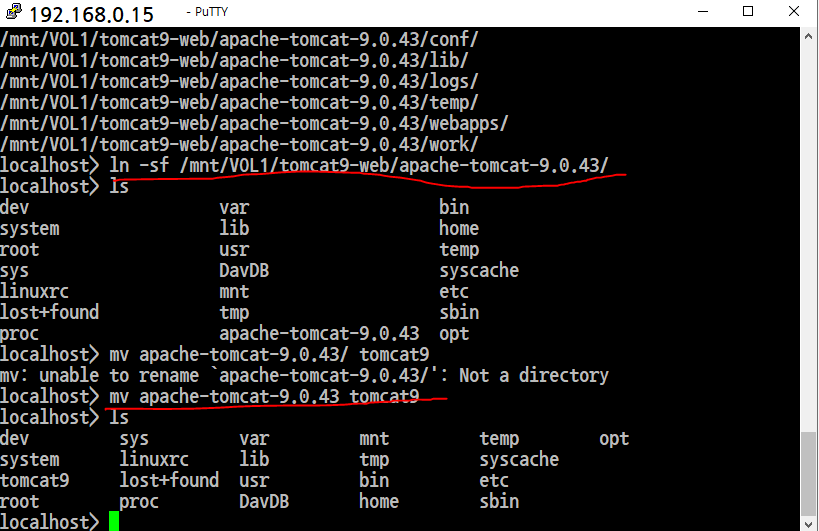 192.168.0.15 - PuTTY
/mnt/VOL1/tomcat9-web/apache-tomcat-9.0.43/conf/
/mnt/VOL1/tomcat9-web/apache-tomcat-9.0.43/lib/
/mnt/VOL1/tomcat9-web/apache-tomcat-9.0.43/logs/
/mnt/VOL1/tomcat9-web/apache-tomcat-9.0.43/temp/
/mnt/VOL1/tomcat9-web/apache-tomcat-9.0.43/webapps/
/mnt/VOL1/tomcat9-web/apache-tomcat-9.0.43/work/
localhost> ln -sf /mnt/VOL1/tomcat9-web/apache-tomcat-9.0.43/
localhost> ls
dev var bin
system lib home
root usr temp
sys DavDB syscache
linuxrc mnt etc
lost+found tmp sbin
proc apache-tomcat-9.0.43 opt
localhost> mv apache-tomcat-9.0.43/ tomcat9
mv: unable to rename `apache-tomcat-9.0.43/': Not a directory
localhost> mv apache-tomcat-9.0.43 tomcat9
localhost> ls
dev sys var mnt temp opt
system linuxrc lib tmp syscache
tomcat9 lost+found usr bin etc
root proc DavDB home sbin
localhost>